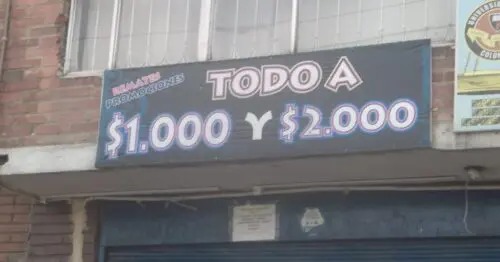 REMATES
PROMOCIONES
TODO A
$1.000 Y $2.000